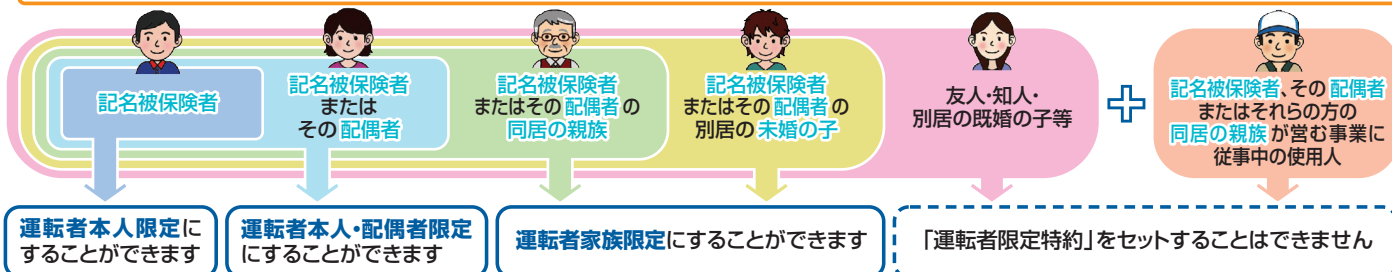 記名被保険者
記名被保険者
または
その配偶者
記名被保険者
またはその配偶者の
同居の親族
記名被保険者
またはその配偶者の
別居の未婚の子
友人・知人・
別居の既婚の子等
記名被保険者、その配偶者
またはそれらの方の
同居の親族が営む事業に
従事中の使用人
運転者本人限定に
することができます
運転者本人・配偶者限定
にすることができます
運転者家族限定にすることができます
「運転者限定特約」をセットすることはできません